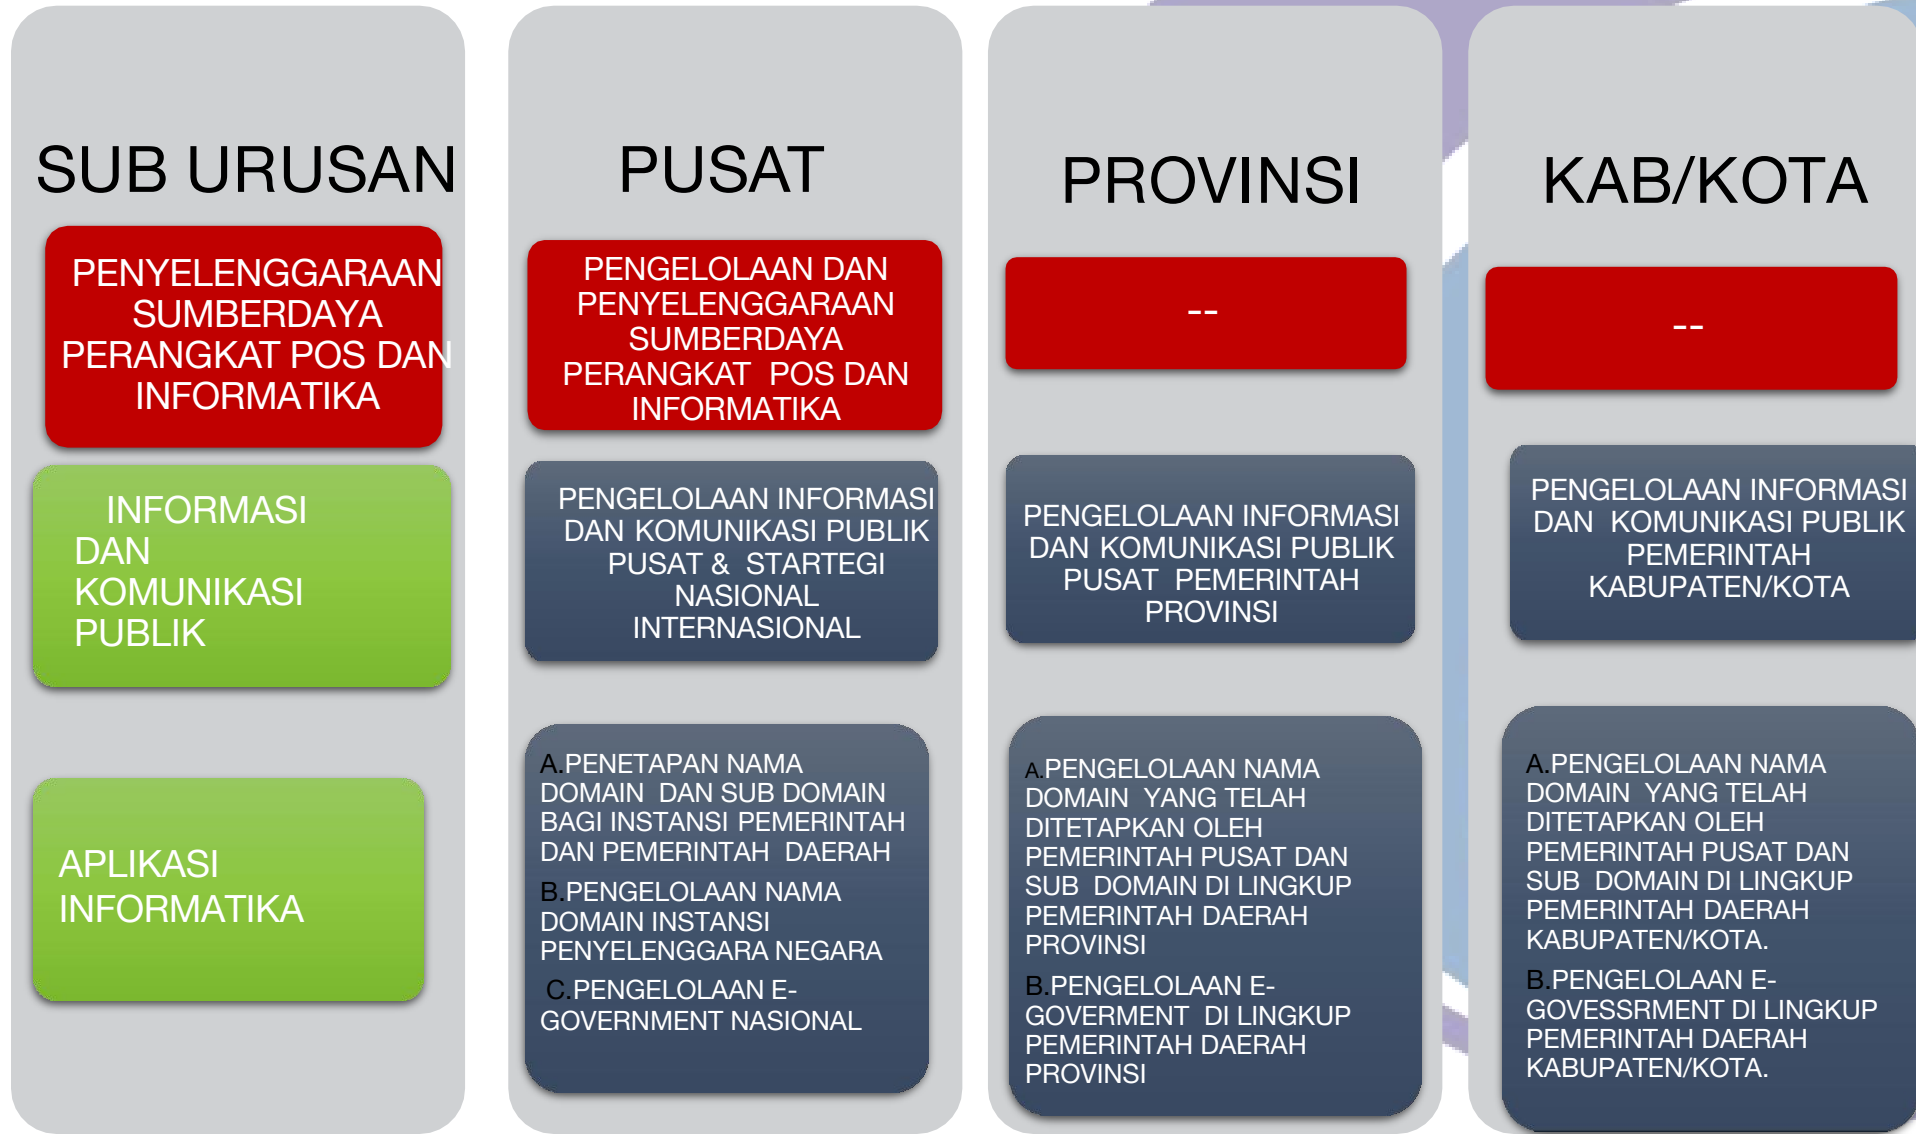 SUB URUSAN
PENYELENGGARAAN
SUMBERDAYA
PERANGKAT POS DAN
INFORMATIKA
INFORMASI
DAN
KOMUNIKASI
PUBLIK
APLIKASI
INFORMATIKA
PUSAT
PENGELOLAAN DAN
PENYELENGGARAAN
SUMBERDAYA
PERANGKAT POS DAN
INFORMATIKA
PENGELOLAAN INFORMASI
DAN KOMUNIKASI PUBLIK
PUSAT & STARTEGI
NASIONAL
INTERNASIONAL
A.PENETAPAN NAMA
DOMAIN DAN SUB DOMAIN
BAGI INSTANSI PEMERINTAH
DAN PEMERINTAH DAERAH
B.PENGELOLAAN NAMA
DOMAIN INSTANSI
PENYELENGGARA NEGARA
C.PENGELOLAAN E-
GOVERNMENT NASIONAL
PROVINSI
--
PENGELOLAAN INFORMASI
DAN KOMUNIKASI PUBLIK
PUSAT PEMERINTAH
PROVINSI
A.PENGELOLAAN NAMA
DOMAIN YANG TELAH
DITETAPKAN OLEH
PEMERINTAH PUSAT DAN
SUB DOMAIN DI LINGKUP
PEMERINTAH DAERAH
PROVINSI
B.PENGELOLAAN E-
GOVERMENT DI LINGKUP
PEMERINTAH DAERAH
PROVINSI
KAB/KOTA
--
PENGELOLAAN INFORMASI
DAN KOMUNIKASI PUBLIK
PEMERINTAH
KABUPATEN/KOTA
A.PENGELOLAAN NAMA
DOMAIN YANG TELAH
DITETAPKAN OLEH
PEMERINTAH PUSAT DAN
SUB DOMAIN DI LINGKUP
PEMERINTAH DAERAH
KABUPATEN/KOTA.
B.PENGELOLAAN E-
GOVESSRMENT DI LINGKUP
PEMERINTAH DAERAH
KABUPATEN/KOTA.